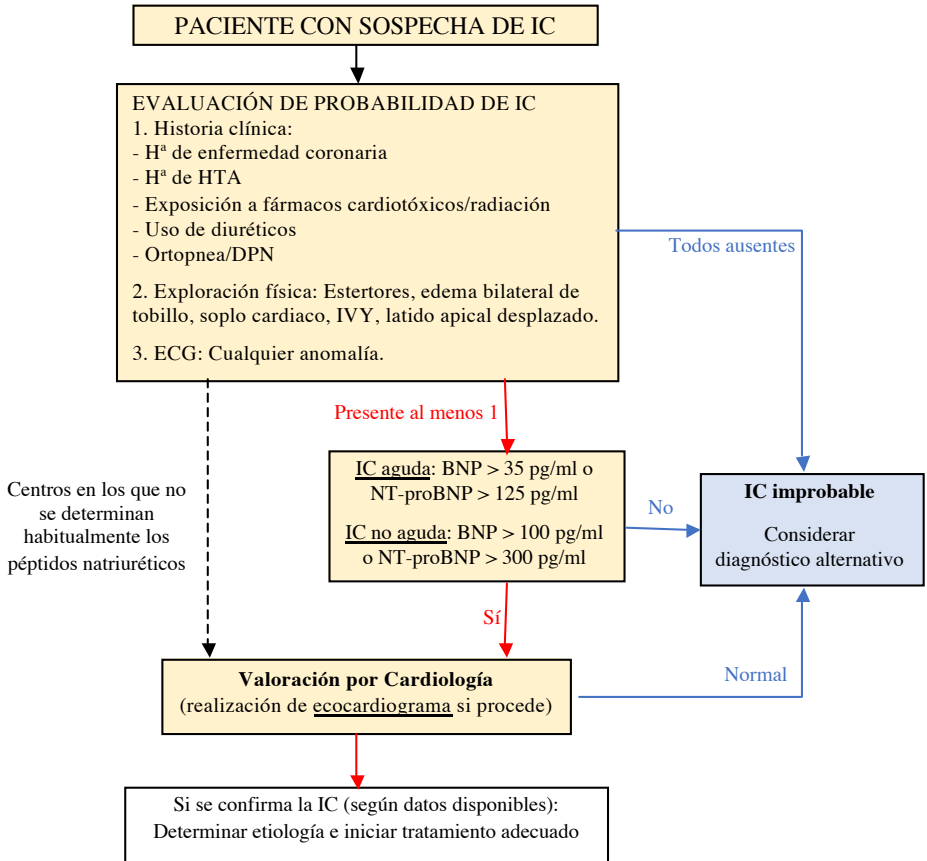 PACIENTE CON SOSPECHA DE IC
EVALUACIÓN DE PROBABILIDAD DE IC
1. Historia clínica:
- Hª de enfermedad coronaria
- Hª de HTA
- Exposición a fármacos cardiotóxicos/radiación
- Uso de diuréticos
- Ortopnea/DPN
2. Exploración física: Estertores, edema bilateral de
tobillo, soplo cardiaco, IVY, latido apical desplazado.
3. ECG: Cualquier anomalía.
Todos ausentes
Presente al menos 1
Centros en los que no
se determinan
habitualmente los
péptidos natriuréticos
IC aguda: BNP > 35 pg/ml o
NT-proBNP > 125 pg/ml
IC no aguda: BNP > 100 pg/ml
o NT-proBNP > 300 pg/ml
No
IC improbable
Considerar
diagnóstico alternativo
Sí
Valoración por Cardiología
(realización de ecocardiograma si procede)
Normal
Si se confirma la IC (según datos disponibles):
Determinar etiología e iniciar tratamiento adecuado